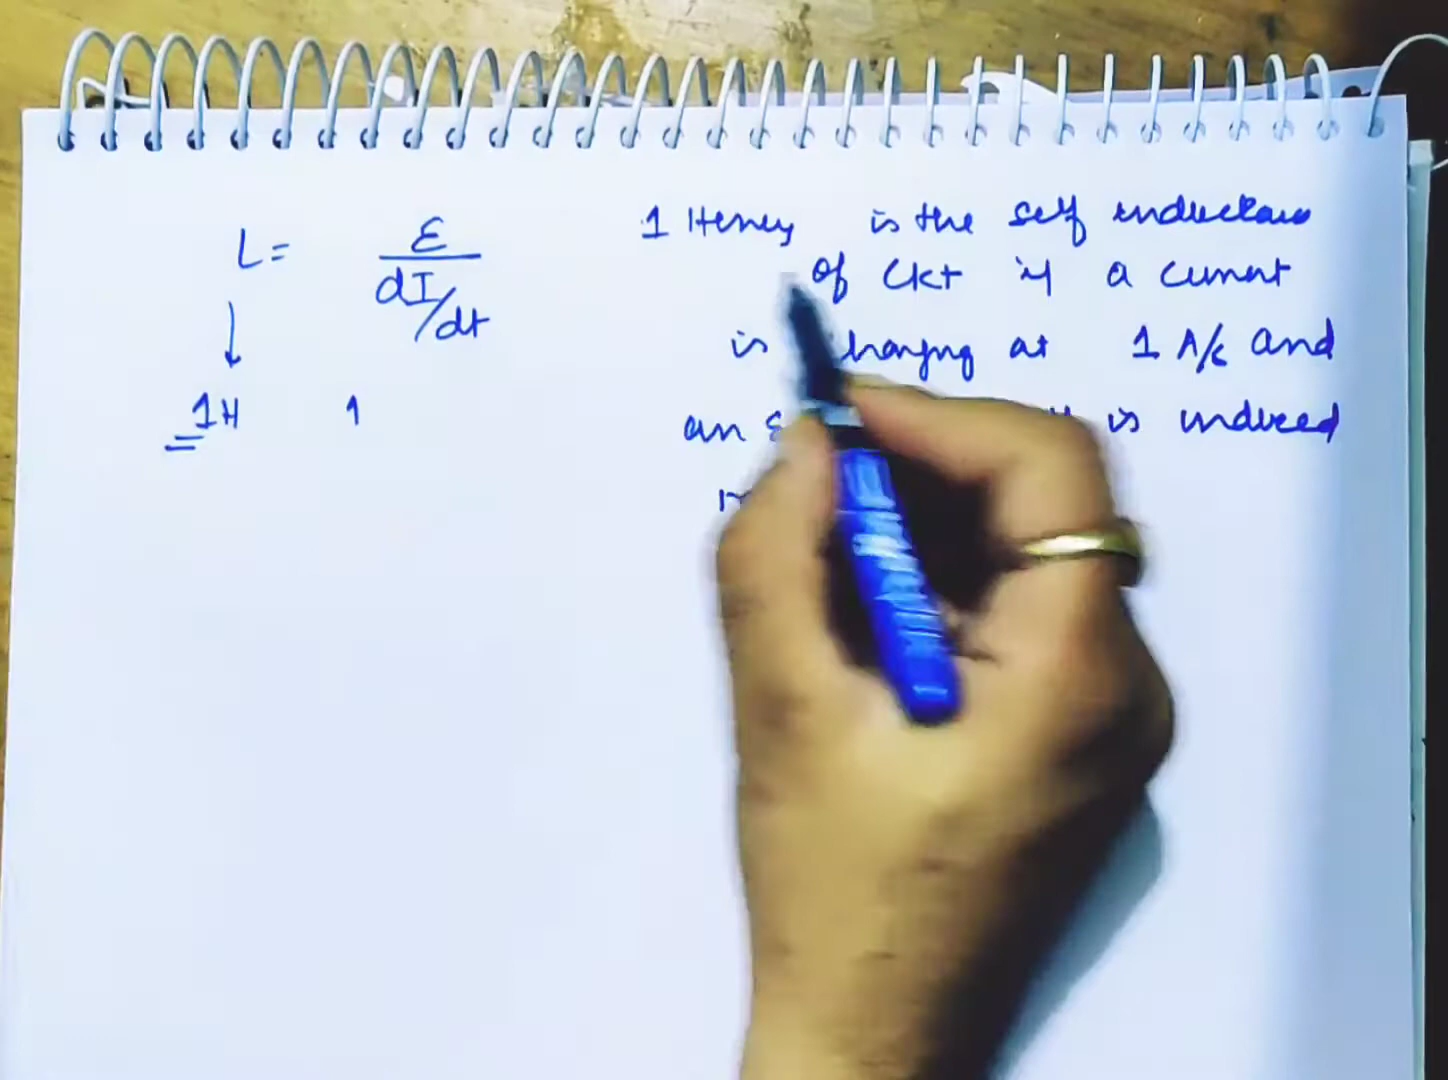 L = ε / dI/dt
↓
1H 1
1 Henry is the self inductance
of Ckt if a current
is changing at 1 A/s and
an is induced